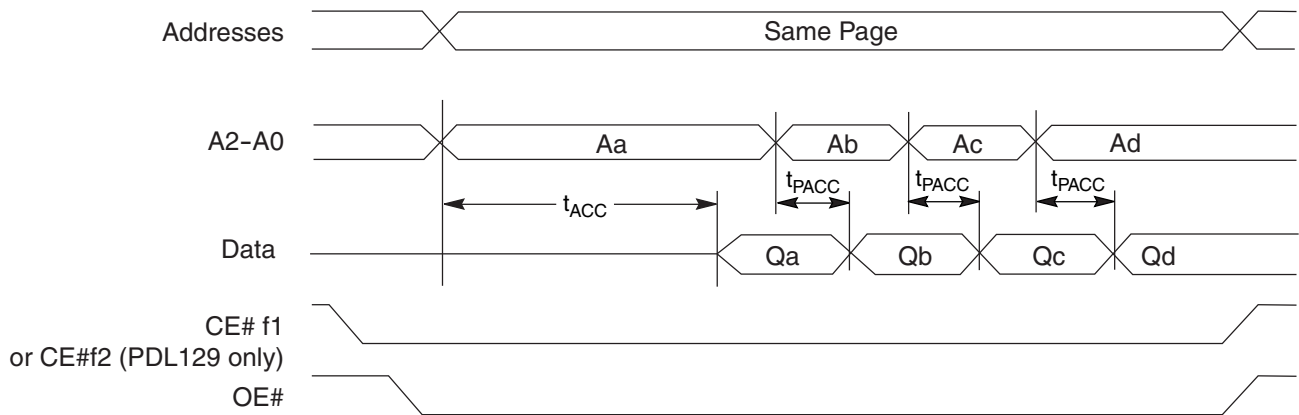 Addresses
Same Page
A2–A0
Aa
Ab
Ac
Ad
tACC
tPACC
tPACC
tPACC
Data
Qa
Qb
Qc
Qd
CE# f1
or CE#f2 (PDL129 only)
OE#